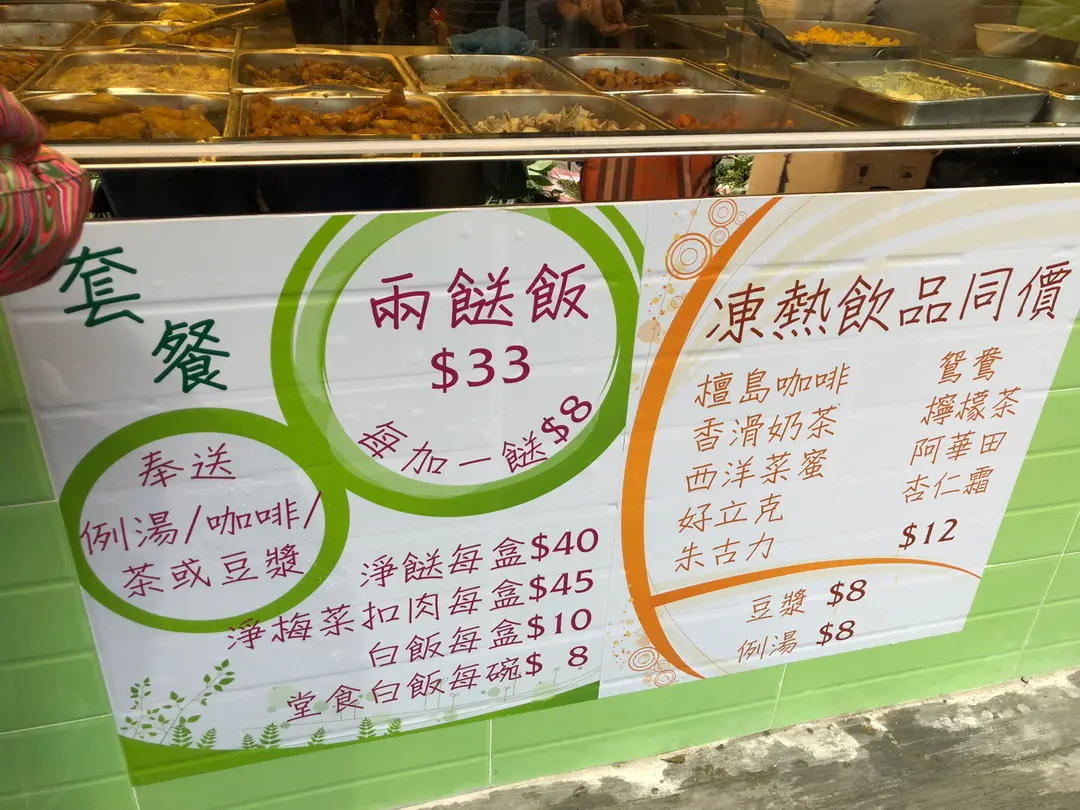 套餐
兩餸飯
$33
每加一餸$8
奉送
例湯/咖啡/
茶或豆漿
淨餸每盒$40
淨梅菜扣肉每盒$45
白飯每盒$10
堂食白飯每碗$ 8
凍熱飲品同價
檀島咖啡
香滑奶茶
西洋菜蜜
好立克
朱古力
鴛鴦
檸檬茶
阿華田
杏仁霜
$12
豆漿 $8
例湯 $8